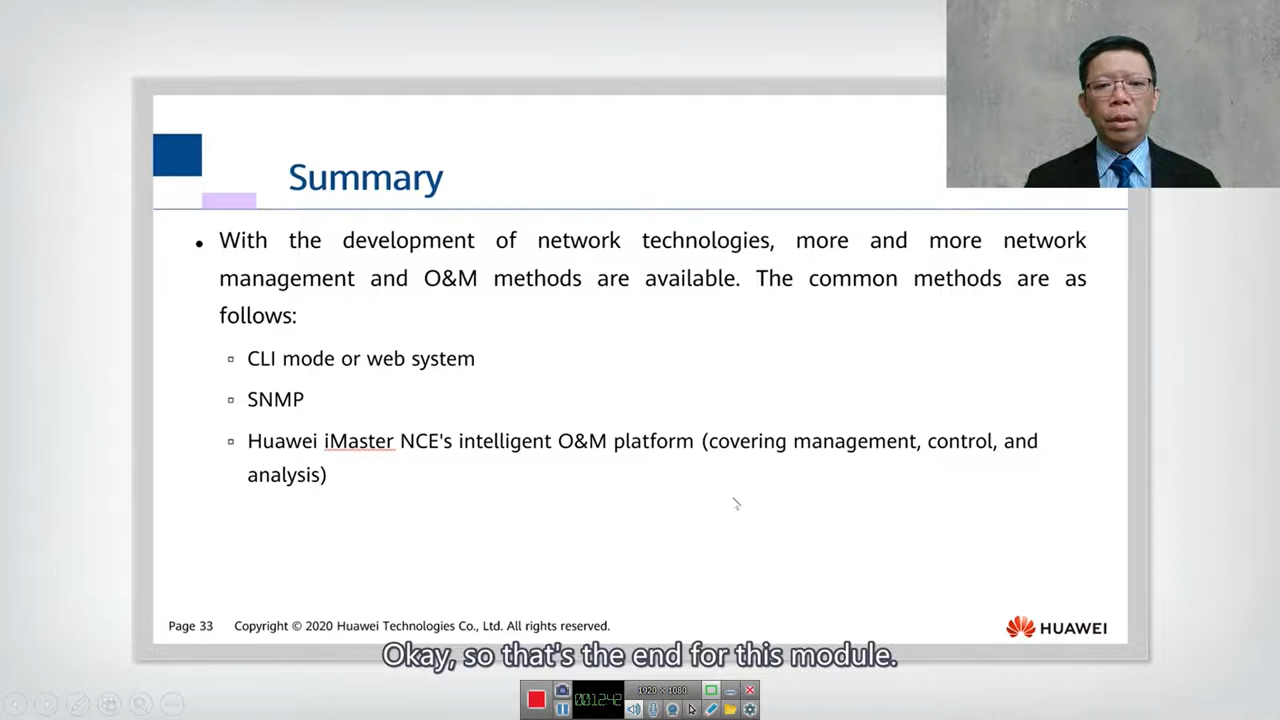 Summary
• With the development of network technologies, more and more network
management and O&M methods are available. The common methods are as
follows:
▫ CLI mode or web system
▫ SNMP
▫ Huawei iMaster NCE's intelligent O&M platform (covering management, control, and
analysis)
Page 33 Copyright © 2020 Huawei Technologies Co., Ltd. All rights reserved.
HUAWEI
Okay, so that's the end for this module.
1920 x 1080
00:12:42